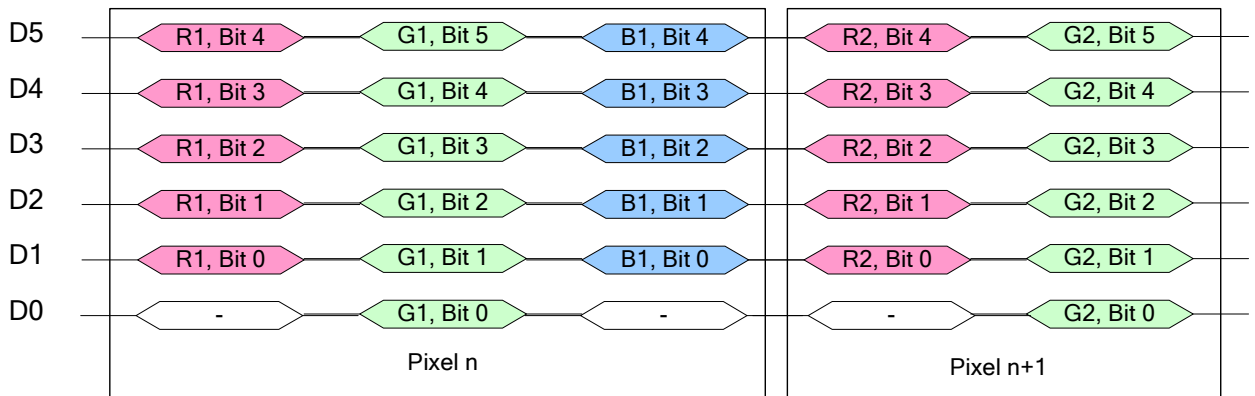 D5 R1, Bit 4 G1, Bit 5 B1, Bit 4 R2, Bit 4 G2, Bit 5
D4 R1, Bit 3 G1, Bit 4 B1, Bit 3 R2, Bit 3 G2, Bit 4
D3 R1, Bit 2 G1, Bit 3 B1, Bit 2 R2, Bit 2 G2, Bit 3
D2 R1, Bit 1 G1, Bit 2 B1, Bit 1 R2, Bit 1 G2, Bit 2
D1 R1, Bit 0 G1, Bit 1 B1, Bit 0 R2, Bit 0 G2, Bit 1
D0 - G1, Bit 0 - - G2, Bit 0
Pixel n Pixel n+1